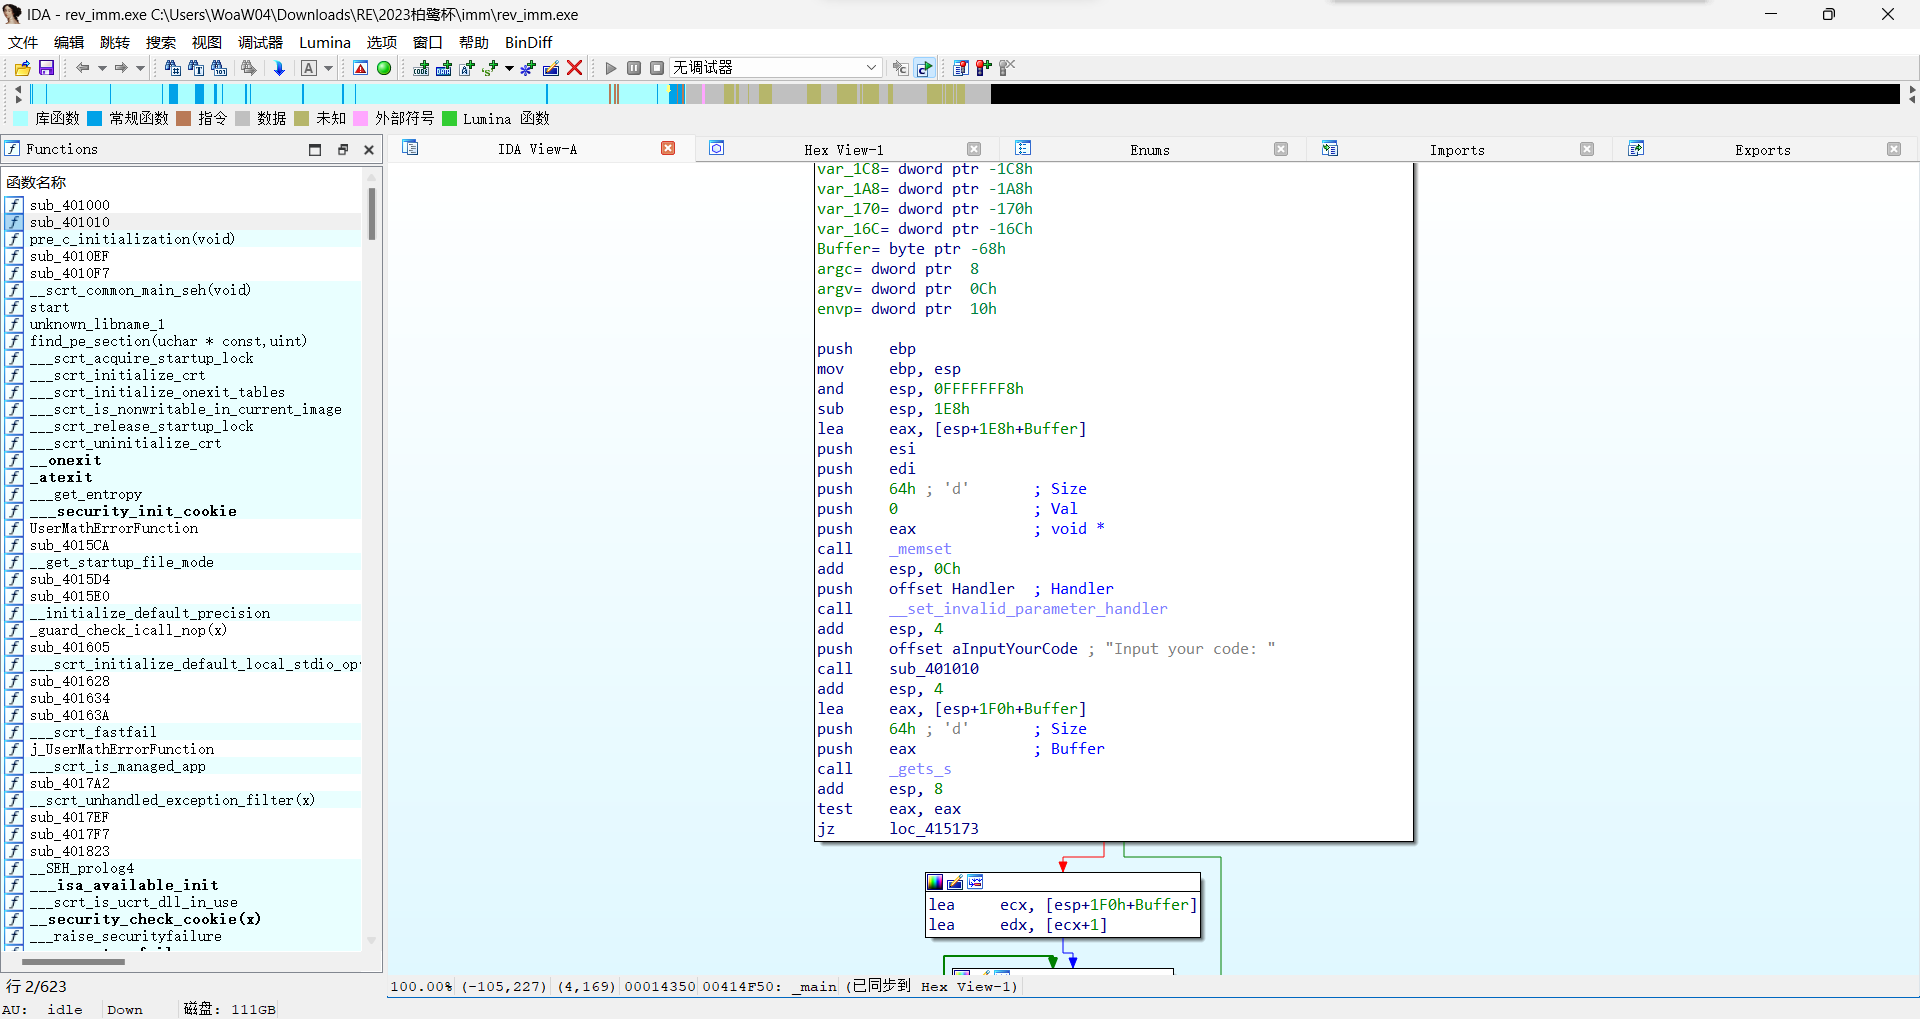 IDA - rev_imm.exe C:\Users\WoaW04\Downloads\RE\2023柏鹭杯\imm\rev_imm.exe
文件 编辑 跳转 搜索 视图 调试器 Lumina 选项 窗口 帮助 BinDiff
无调试器
库函数 常规函数 指令 数据 未知 外部符号 Lumina 函数
Functions
IDA View-A
Hex View-1
Enums
Imports
Exports
函数名称
sub_401000
sub_401010
pre_c_initialization(void)
sub_4010EF
sub_4010F7
__scrt_common_main_seh(void)
start
unknown_libname_1
find_pe_section(uchar * const,uint)
___scrt_acquire_startup_lock
___scrt_initialize_crt
___scrt_initialize_onexit_tables
___scrt_is_nonwritable_in_current_image
___scrt_release_startup_lock
___scrt_uninitialize_crt
__onexit
_atexit
___get_entropy
___security_init_cookie
UserMathErrorFunction
sub_4015CA
__get_startup_file_mode
sub_4015D4
sub_4015E0
__initialize_default_precision
_guard_check_icall_nop(x)
sub_401605
___scrt_initialize_default_local_stdio_op
sub_401628
sub_401634
sub_40163A
___scrt_fastfail
j_UserMathErrorFunction
___scrt_is_managed_app
sub_4017A2
__scrt_unhandled_exception_filter(x)
sub_4017EF
sub_4017F7
sub_401823
__SEH_prolog4
___isa_available_init
___scrt_is_ucrt_dll_in_use
__security_check_cookie(x)
___raise_securityfailure
行 2/623
var_1C8= dword ptr -1C8h
var_1A8= dword ptr -1A8h
var_170= dword ptr -170h
var_16C= dword ptr -16Ch
Buffer= byte ptr -68h
argc= dword ptr  8
argv= dword ptr  0Ch
envp= dword ptr  10h
push    ebp
mov     ebp, esp
and     esp, 0FFFFFFF8h
sub     esp, 1E8h
lea     eax, [esp+1E8h+Buffer]
push    esi
push    edi
push    64h ; 'd'       ; Size
push    0               ; Val
push    eax             ; void *
call    _memset
add     esp, 0Ch
push    offset Handler  ; Handler
call    __set_invalid_parameter_handler
add     esp, 4
push    offset aInputYourCode ; "Input your code: "
call    sub_401010
add     esp, 4
lea     eax, [esp+1F0h+Buffer]
push    64h ; 'd'       ; Size
push    eax             ; Buffer
call    _gets_s
add     esp, 8
test    eax, eax
jz      loc_415173
lea     ecx, [esp+1F0h+Buffer]
lea     edx, [ecx+1]
100.00% (-105,227) (4,169) 00014350 00414F50: _main (已同步到 Hex View-1)
AU: idle Down 磁盘: 111GB